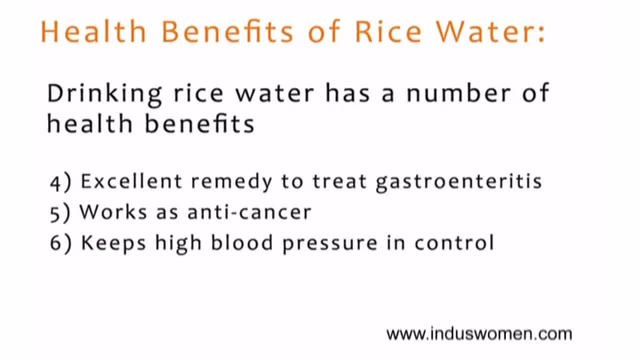 Health Benefits of Rice Water:
Drinking rice water has a number of
health benefits
4) Excellent remedy to treat gastroenteritis
5) Works as anti-cancer
6) Keeps high blood pressure in control
www.induswomen.com